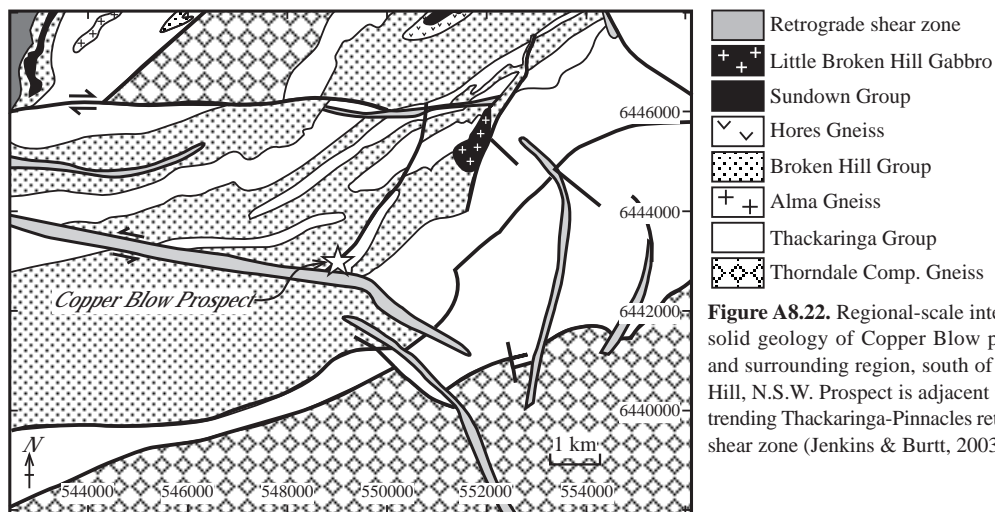 Retrograde shear zone
Little Broken Hill Gabbro
Sundown Group
Hores Gneiss
Broken Hill Group
Alma Gneiss
Thackaringa Group
Thorndale Comp. Gneiss
Figure A8.22. Regional-scale inte
solid geology of Copper Blow p
and surrounding region, south of
Hill, N.S.W. Prospect is adjacent
trending Thackaringa-Pinnacles ret
shear zone (Jenkins & Burtt, 2003
6446000
6444000
Copper Blow Prospect
6442000
6440000
N
1 km
544000 546000 548000 550000 552000 554000